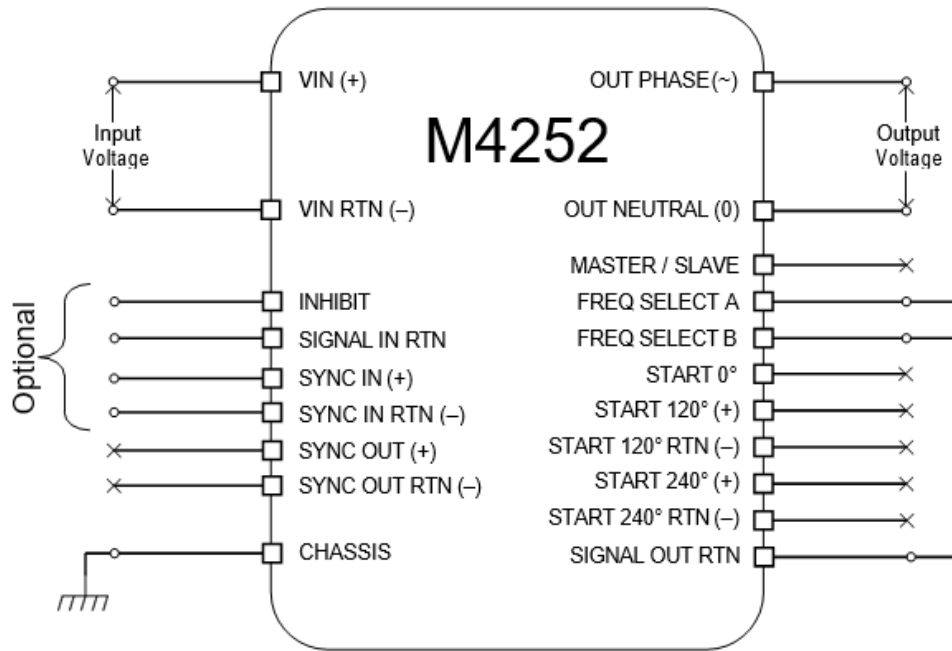 VIN (+)
OUT PHASE(~)
M4252
Input
Voltage
Output
Voltage
VIN RTN (–)
OUT NEUTRAL (0)
MASTER / SLAVE
Optional
INHIBIT
FREQ SELECT A
SIGNAL IN RTN
FREQ SELECT B
SYNC IN (+)
START 0°
SYNC IN RTN (–)
START 120° (+)
SYNC OUT (+)
START 120° RTN (–)
SYNC OUT RTN (–)
START 240° (+)
START 240° RTN (–)
CHASSIS
SIGNAL OUT RTN